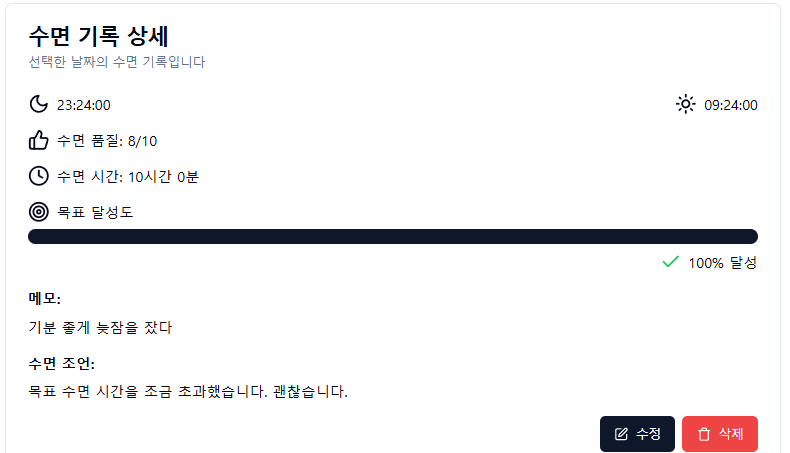 수면 기록 상세
선택한 날짜의 수면 기록입니다
23:24:00 09:24:00
수면 품질: 8/10
수면 시간: 10시간 0분
목표 달성도
100% 달성
메모:
기분 좋게 늦잠을 잤다
수면 조언:
목표 수면 시간을 조금 초과했습니다. 괜찮습니다.
수정 삭제